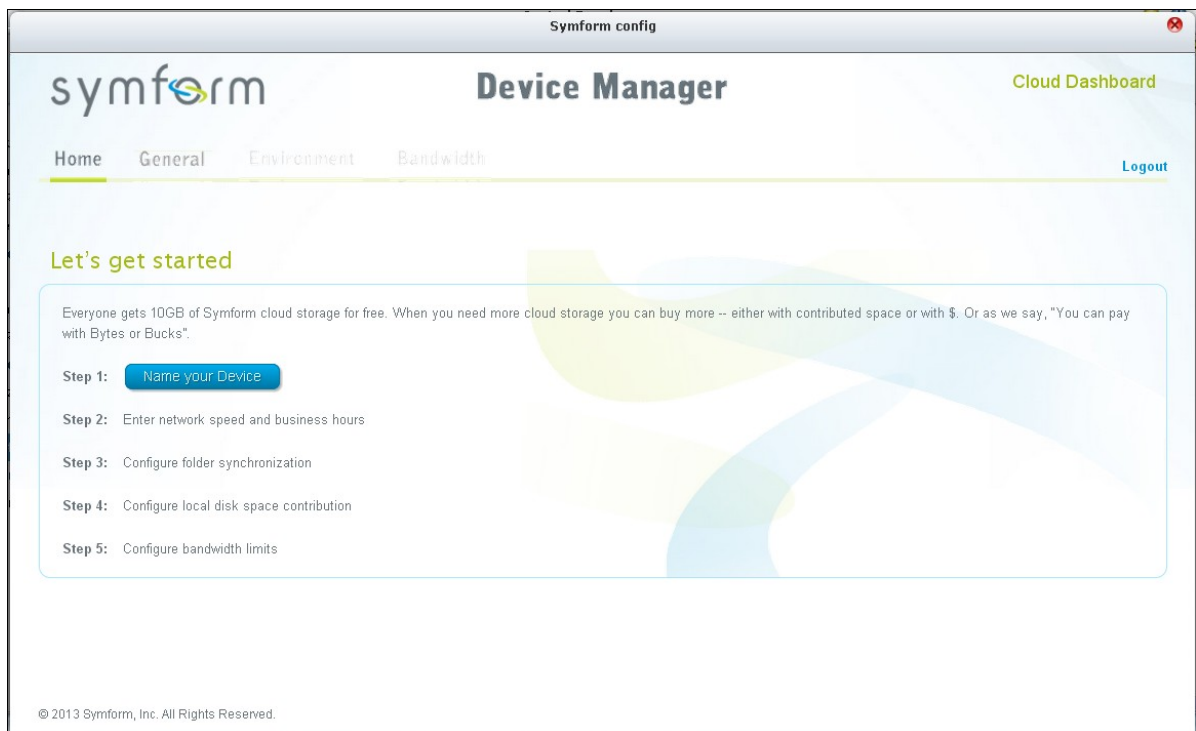 Symform config
symform
Device Manager
Cloud Dashboard
Home General Environment Bandwidth
Logout
Let's get started
Everyone gets 10GB of Symform cloud storage for free. When you need more cloud storage you can buy more -- either with contributed space or with $. Or as we say, "You can pay
with Bytes or Bucks".
Step 1: Name your Device
Step 2: Enter network speed and business hours
Step 3: Configure folder synchronization
Step 4: Configure local disk space contribution
Step 5: Configure bandwidth limits
© 2013 Symform, Inc. All Rights Reserved.